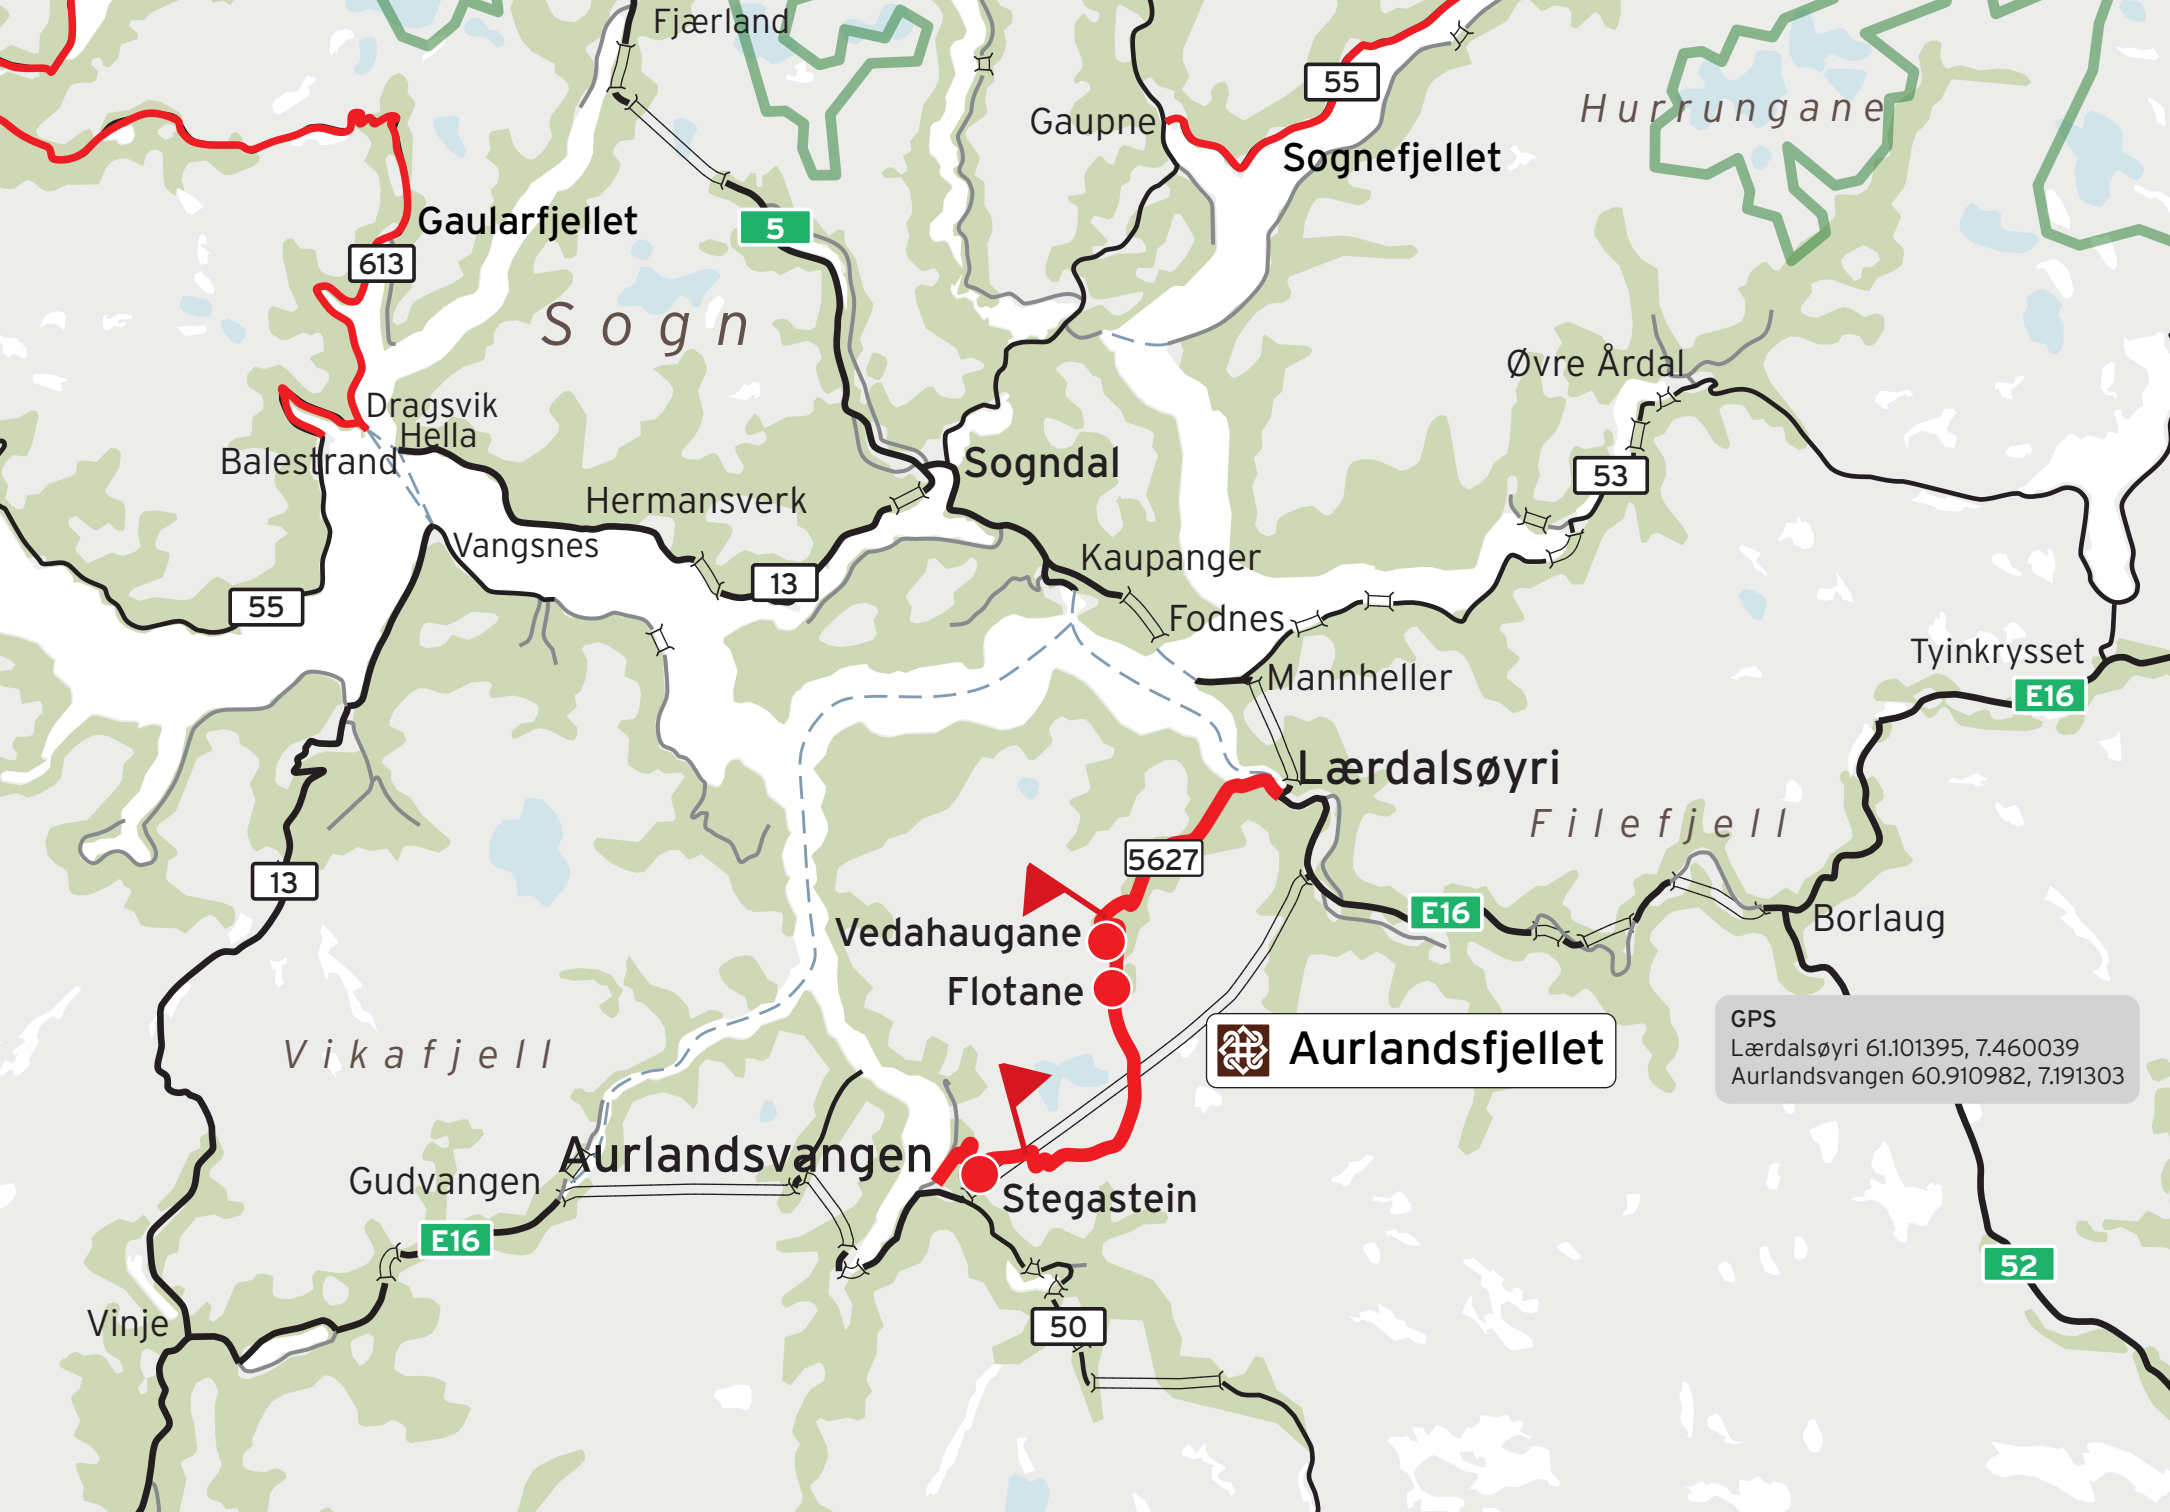 Fjærland
55
Gaupne
Hurrungane
Sognefjellet
Gaularfjellet
5
613
Sogn
Øvre Årdal
Dragsvik
Hella
Balestrand
Sogndal
53
Hermansverk
Vangsnes
Kaupanger
13
55
Fodnes
Tyinkrysset
Mannheller
E16
Lærdalsøyri
Filefjell
5627
13
E16
Borlaug
Vedahaugane
Flotane
GPS
Lærdalsøyri 61.101395, 7.460039
Aurlandsvangen 60.910982, 7.191303
Aurlandsfjellet
Vikafjell
Aurlandsvangen
Gudvangen
Stegastein
E16
52
Vinje
50